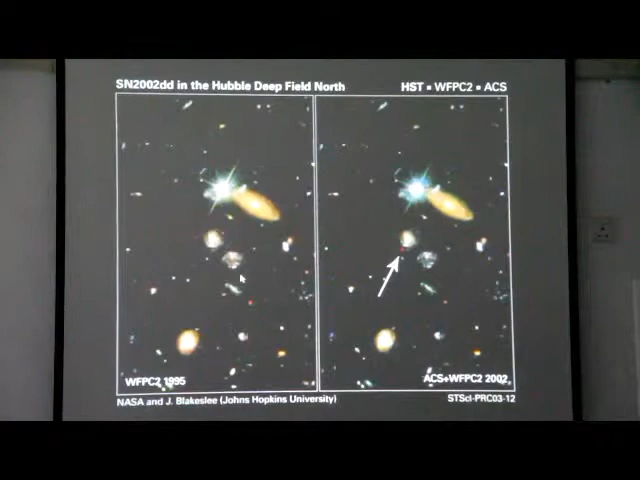 SN2002dd in the Hubble Deep Field North
HST ▪ WFPC2 ▪ ACS
WFPC2 1995
ACS+WFPC2 2002
NASA and J. Blakeslee (Johns Hopkins University)
STScI-PRC03-12